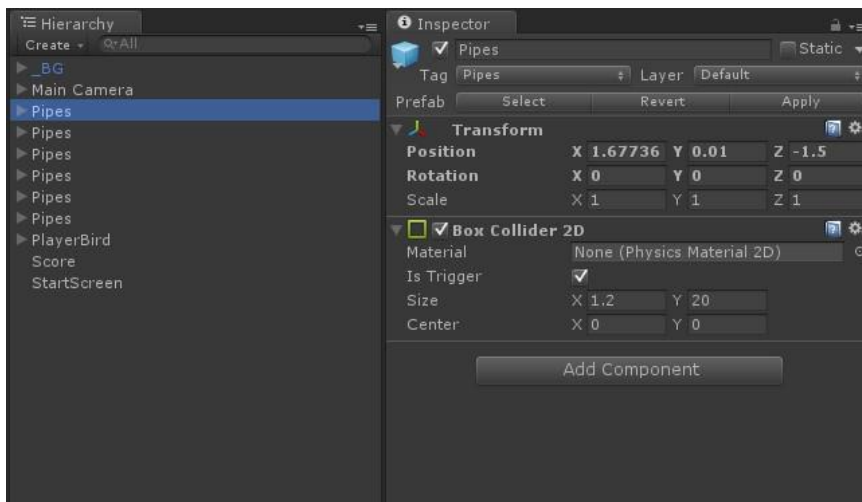 Hierarchy
Create All
_BG
Main Camera
Pipes
Pipes
Pipes
Pipes
Pipes
Pipes
PlayerBird
Score
StartScreen
Inspector
Pipes Static
Tag Pipes Layer Default
Prefab Select Revert Apply
Transform
Position X 1.67736 Y 0.01 Z -1.5
Rotation X 0 Y 0 Z 0
Scale X 1 Y 1 Z 1
Box Collider 2D
Material None (Physics Material 2D)
Is Trigger
Size X 1.2 Y 20
Center X 0 Y 0
Add Component